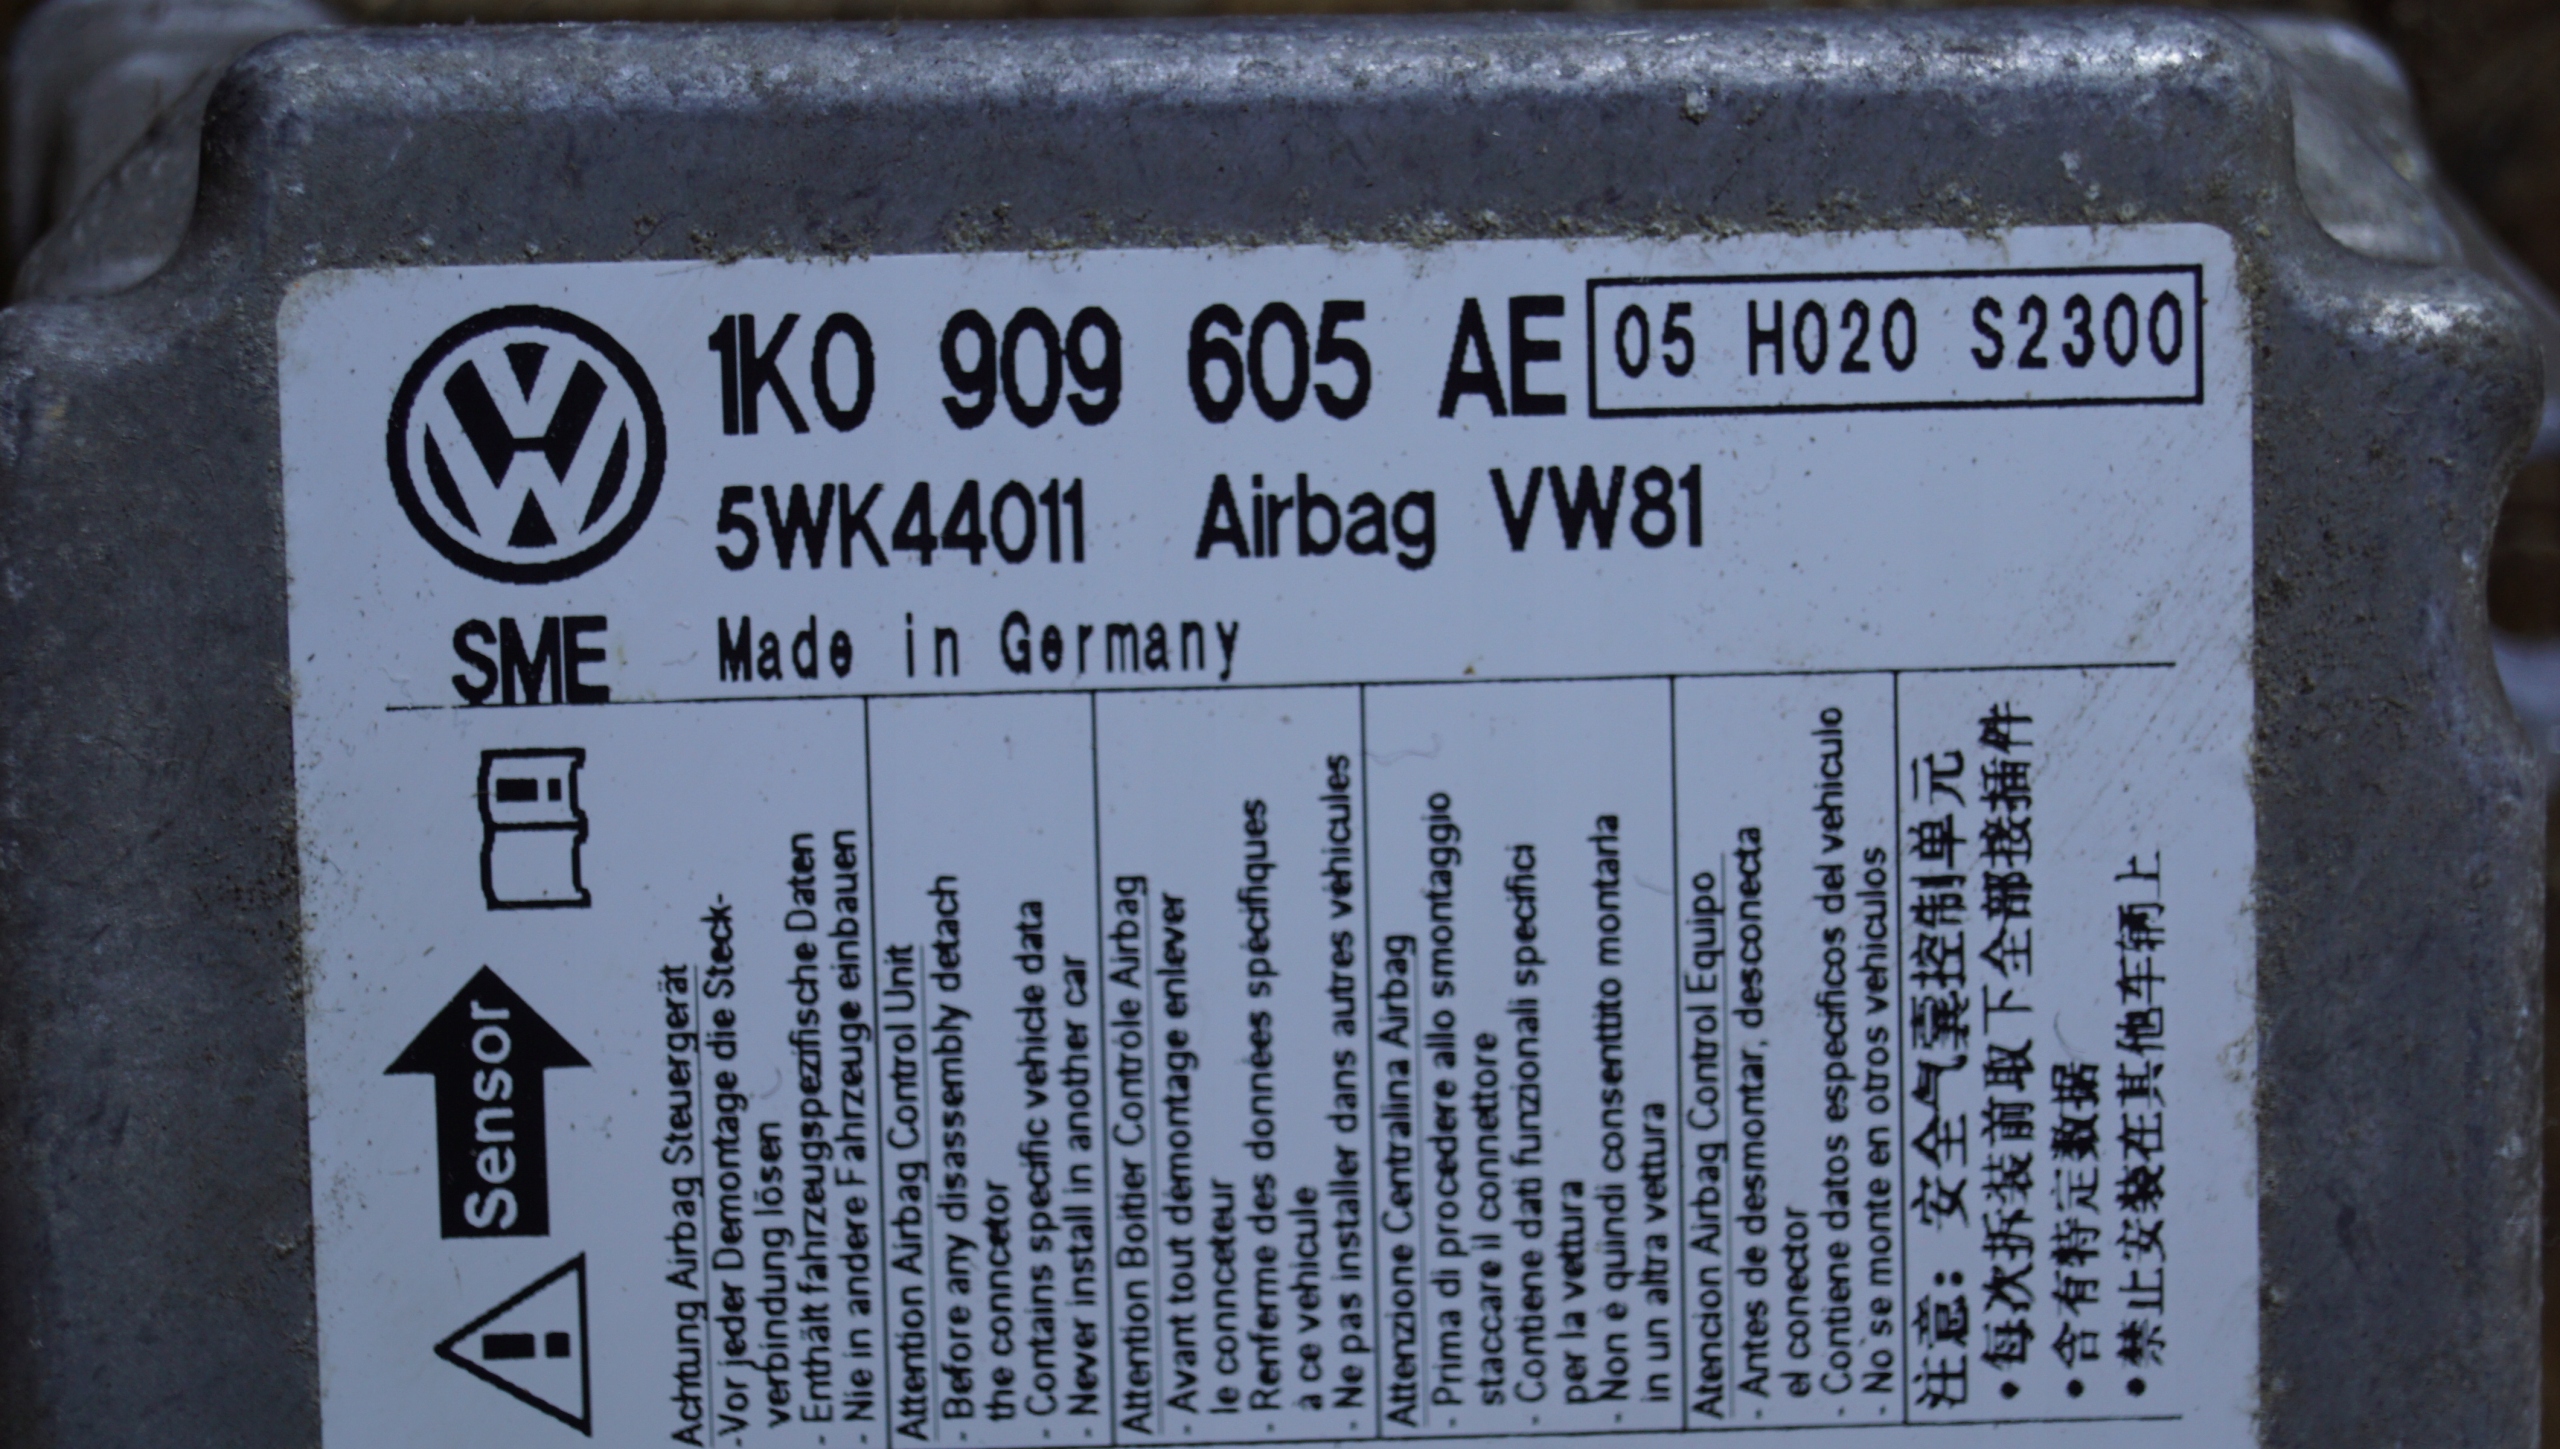 1K0 909 605 AE 05 H020 S2300
5WK44011 Airbag VW81
SME Made in Germany
Sensor
Achtung Airbag Steuergerät
-Vor jeder Demontage die Steck-
verbindung lösen
- Enthält fahrzeugspezifische Daten
- Nie in andere Fahrzeuge einbauen
Attention Airbag Control Unit
- Before any disassembly detach
the conncetor
- Contains specific vehicle data
- Never install in another car
Attention Boitier Contrôle Airbag
- Avant tout démontage enlever
le connceteur
- Renferme des données spécifiques
à ce véhicule
- Ne pas installer dans autres véhicules
Attenzione Centralina Airbag
- Prima di procedere allo smontaggio
staccare il connettore
- Contiene dati funzionali specifici
per la vettura
- Non è quindi consentito montarla
in un altra vettura
Atencion Airbag Control Equipo
- Antes de desmontar, desconecta
el conector
- Contiene datos especificos del vehiculo
- No se monte en otros vehiculos
注意：安全气囊控制单元
•每次拆装前取下全部接插件
•含有特定数据
•禁止安装在其他车辆上